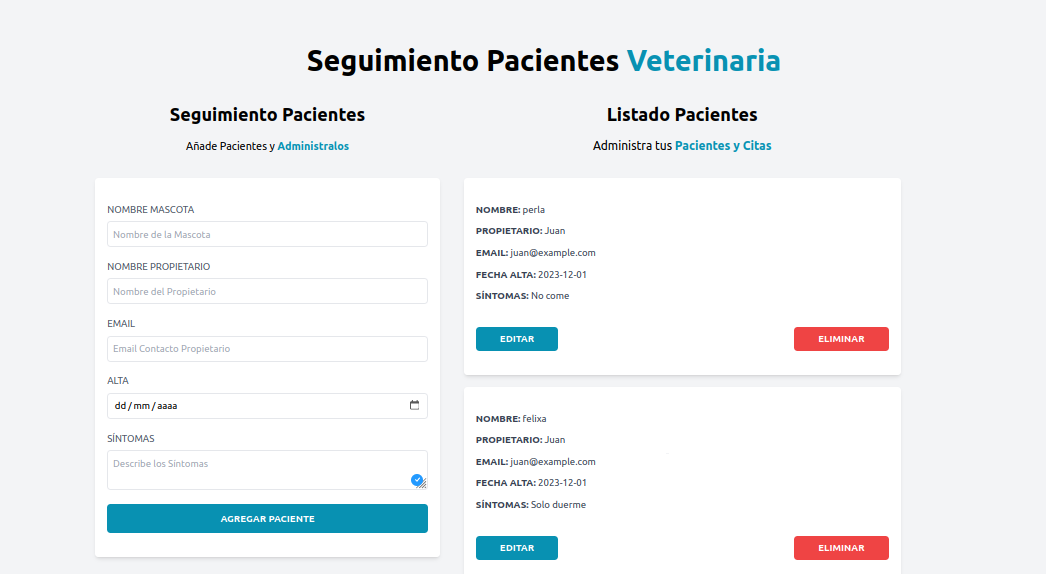 Seguimiento Pacientes Veterinaria
Seguimiento Pacientes
Añade Pacientes y Administralos
NOMBRE MASCOTA
Nombre de la Mascota
NOMBRE PROPIETARIO
Nombre del Propietario
EMAIL
Email Contacto Propietario
ALTA
dd/mm/aaaa
SÍNTOMAS
Describe los Síntomas
AGREGAR PACIENTE
Listado Pacientes
Administra tus Pacientes y Citas
NOMBRE: perla
PROPIETARIO: Juan
EMAIL: juan@example.com
FECHA ALTA: 2023-12-01
SÍNTOMAS: No come
EDITAR ELIMINAR
NOMBRE: felixa
PROPIETARIO: Juan
EMAIL: juan@example.com
FECHA ALTA: 2023-12-01
SÍNTOMAS: Solo duerme
EDITAR ELIMINAR